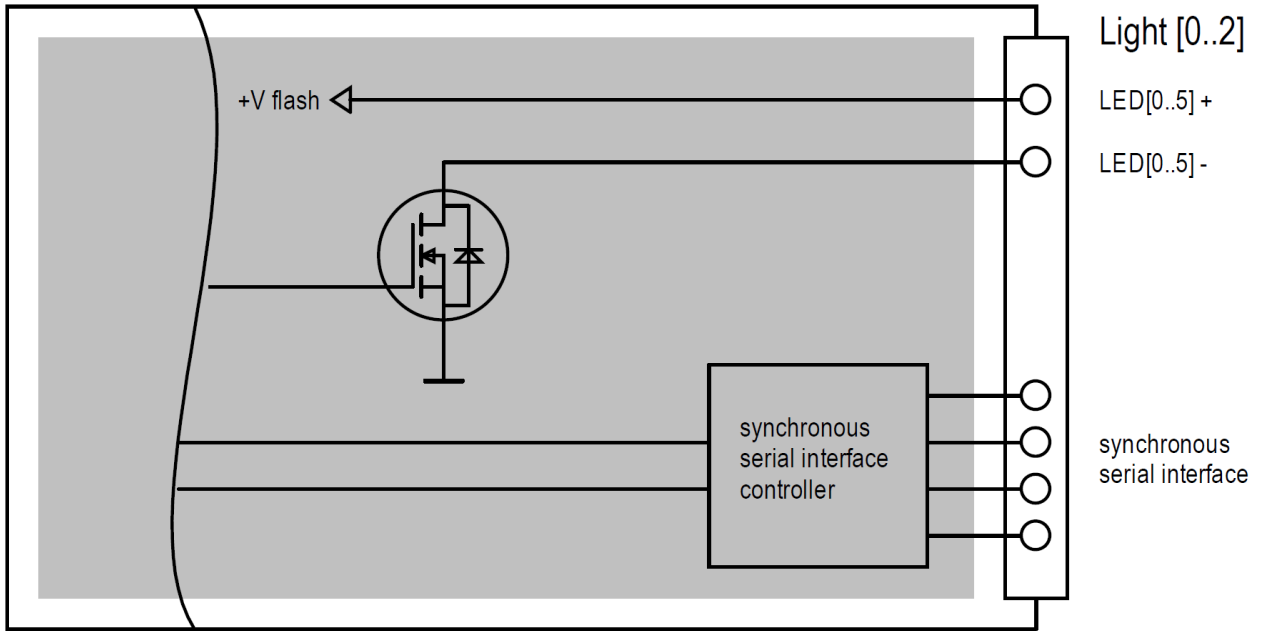 Light [0..2]
+V flash
LED[0..5] +
LED[0..5] -
synchronous
serial interface
controller
synchronous
serial interface